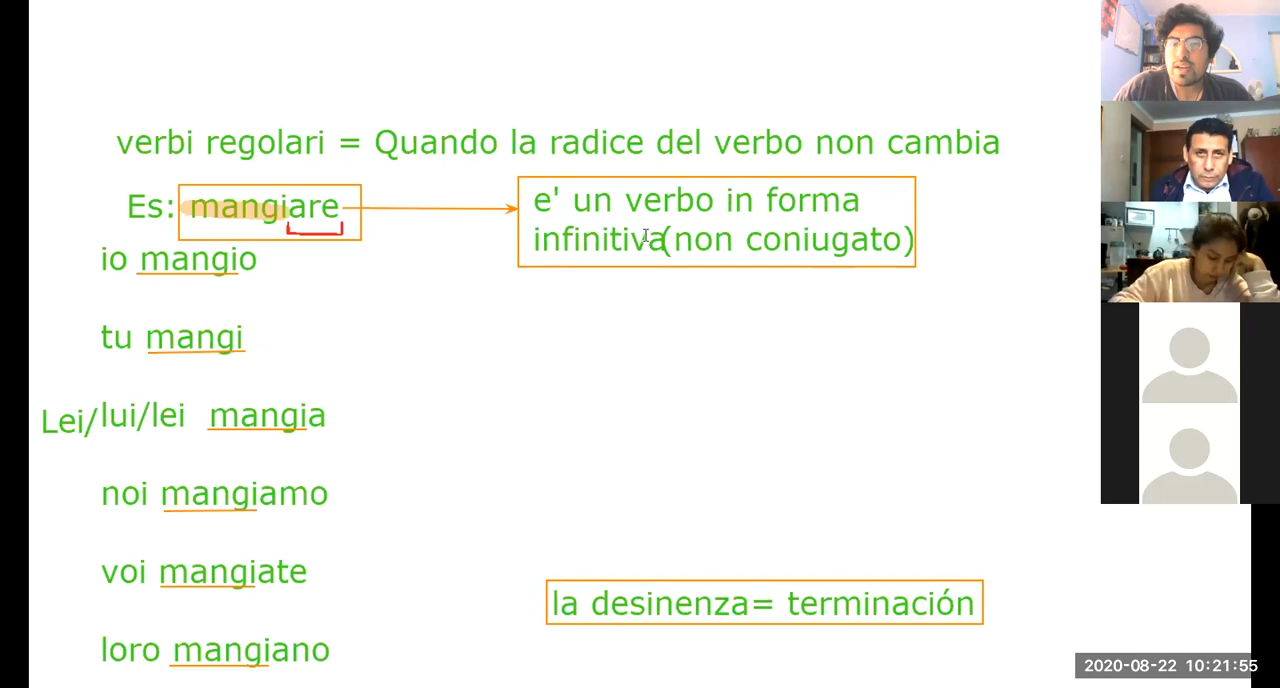 verbi regolari = Quando la radice del verbo non cambia
Es: mangiare
e' un verbo in forma
infinitiva(non coniugato)
io mangio
tu mangi
Lei/lui/lei mangia
noi mangiamo
voi mangiate
la desinenza= terminación
loro mangiano
2020-08-22 10:21:55